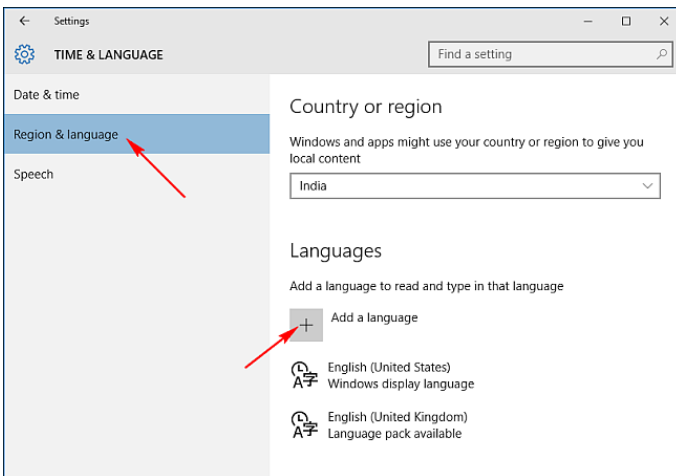 Settings
TIME & LANGUAGE
Find a setting
Date & time
Region & language
Speech
Country or region
Windows and apps might use your country or region to give you
local content
India
Languages
Add a language to read and type in that language
Add a language
English (United States)
Windows display language
English (United Kingdom)
Language pack available